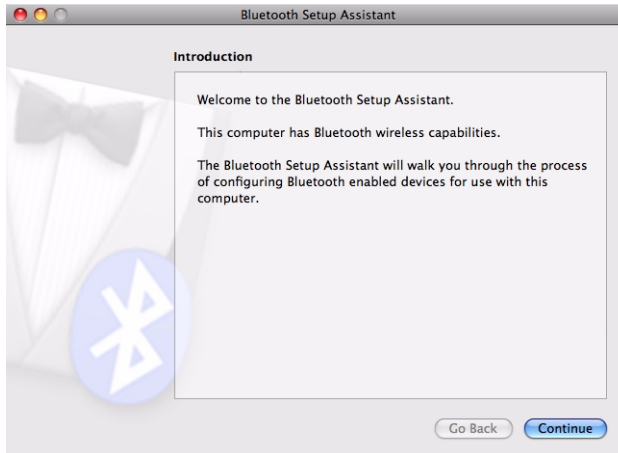 Bluetooth Setup Assistant
Introduction
Welcome to the Bluetooth Setup Assistant.
This computer has Bluetooth wireless capabilities.
The Bluetooth Setup Assistant will walk you through the process
of configuring Bluetooth enabled devices for use with this
computer.
Go Back Continue